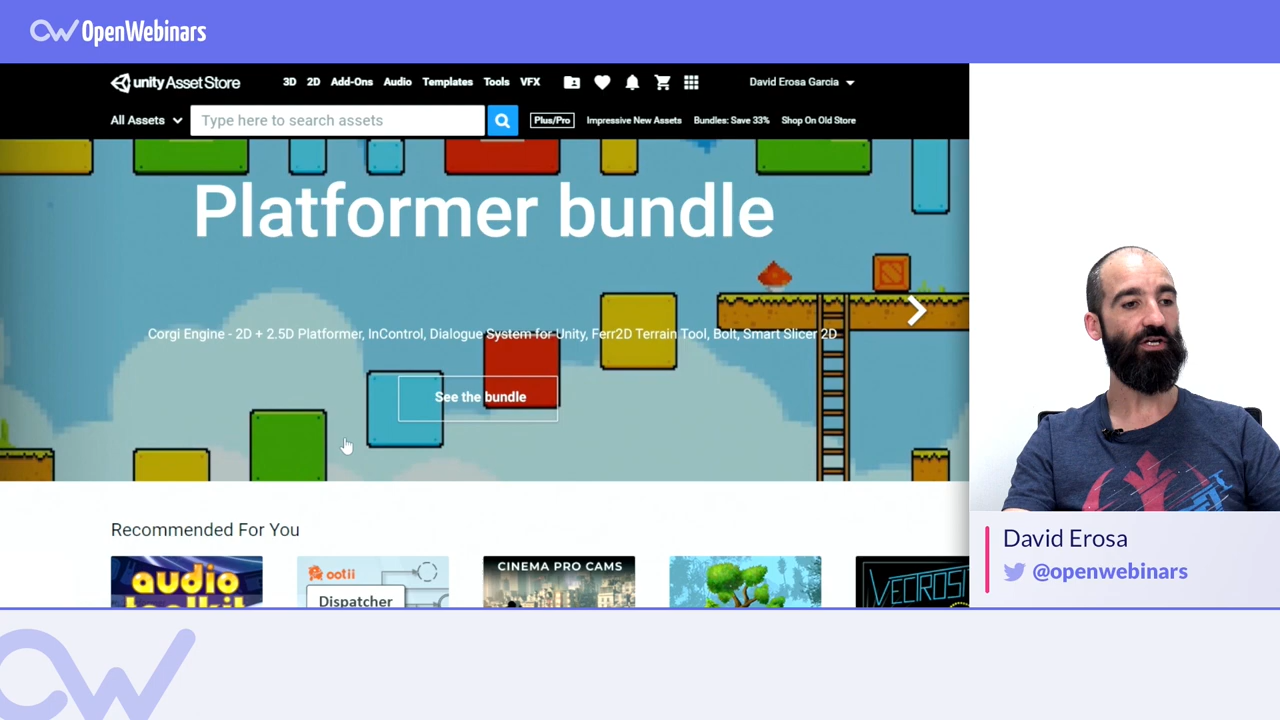 OpenWebinars
unity Asset Store
3D 2D Add-Ons Audio Templates Tools VFX
David Erosa Garcia
All Assets
Type here to search assets
Plus/Pro
Impressive New Assets
Bundles: Save 33%
Shop On Old Store
Platformer bundle
Corgi Engine - 2D + 2.5D Platformer, InControl, Dialogue System for Unity, Ferr2D Terrain Tool, Bolt, Smart Slicer 2D
See the bundle
Recommended For You
audio
toolkit
ootii
Dispatcher
CINEMA PRO CAMS
David Erosa
@openwebinars